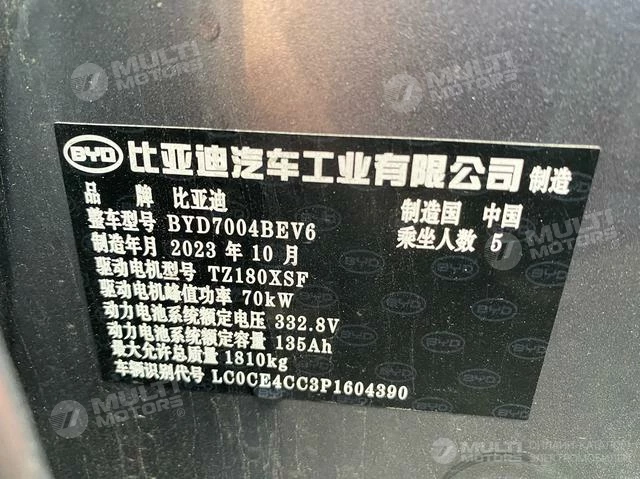 BYD 比亚迪汽车工业有限公司 制造
品 牌 比亚迪
制造国 中国
整车型号 BYD7004BEV6
乘坐人数 5
制造年月 2023 年 10 月
驱动电机型号 TZ180XSF
驱动电机峰值功率 70kW
动力电池系统额定电压 332.8V
动力电池系统额定容量 135Ah
最大允许总质量 1810kg
车辆识别代号 LC0CE4CC3P1604390
MULTI MOTORS
MULTI MOTORS
MULTI MOTORS
MULTI MOTORS
MULTI MOTORS